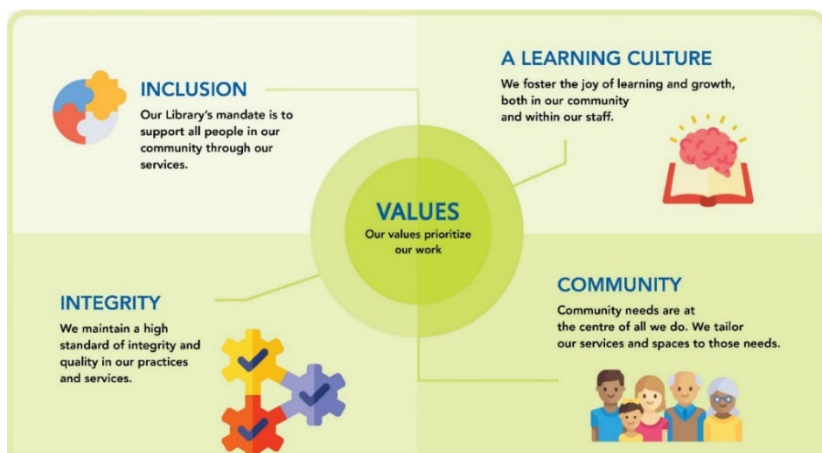 INCLUSION
Our Library's mandate is to
support all people in our
community through our
services.
A LEARNING CULTURE
We foster the joy of learning and growth,
both in our community
and within our staff.
VALUES
Our values prioritize
our work
INTEGRITY
We maintain a high
standard of integrity and
quality in our practices
and services.
COMMUNITY
Community needs are at
the centre of all we do. We tailor
our services and spaces to those needs.